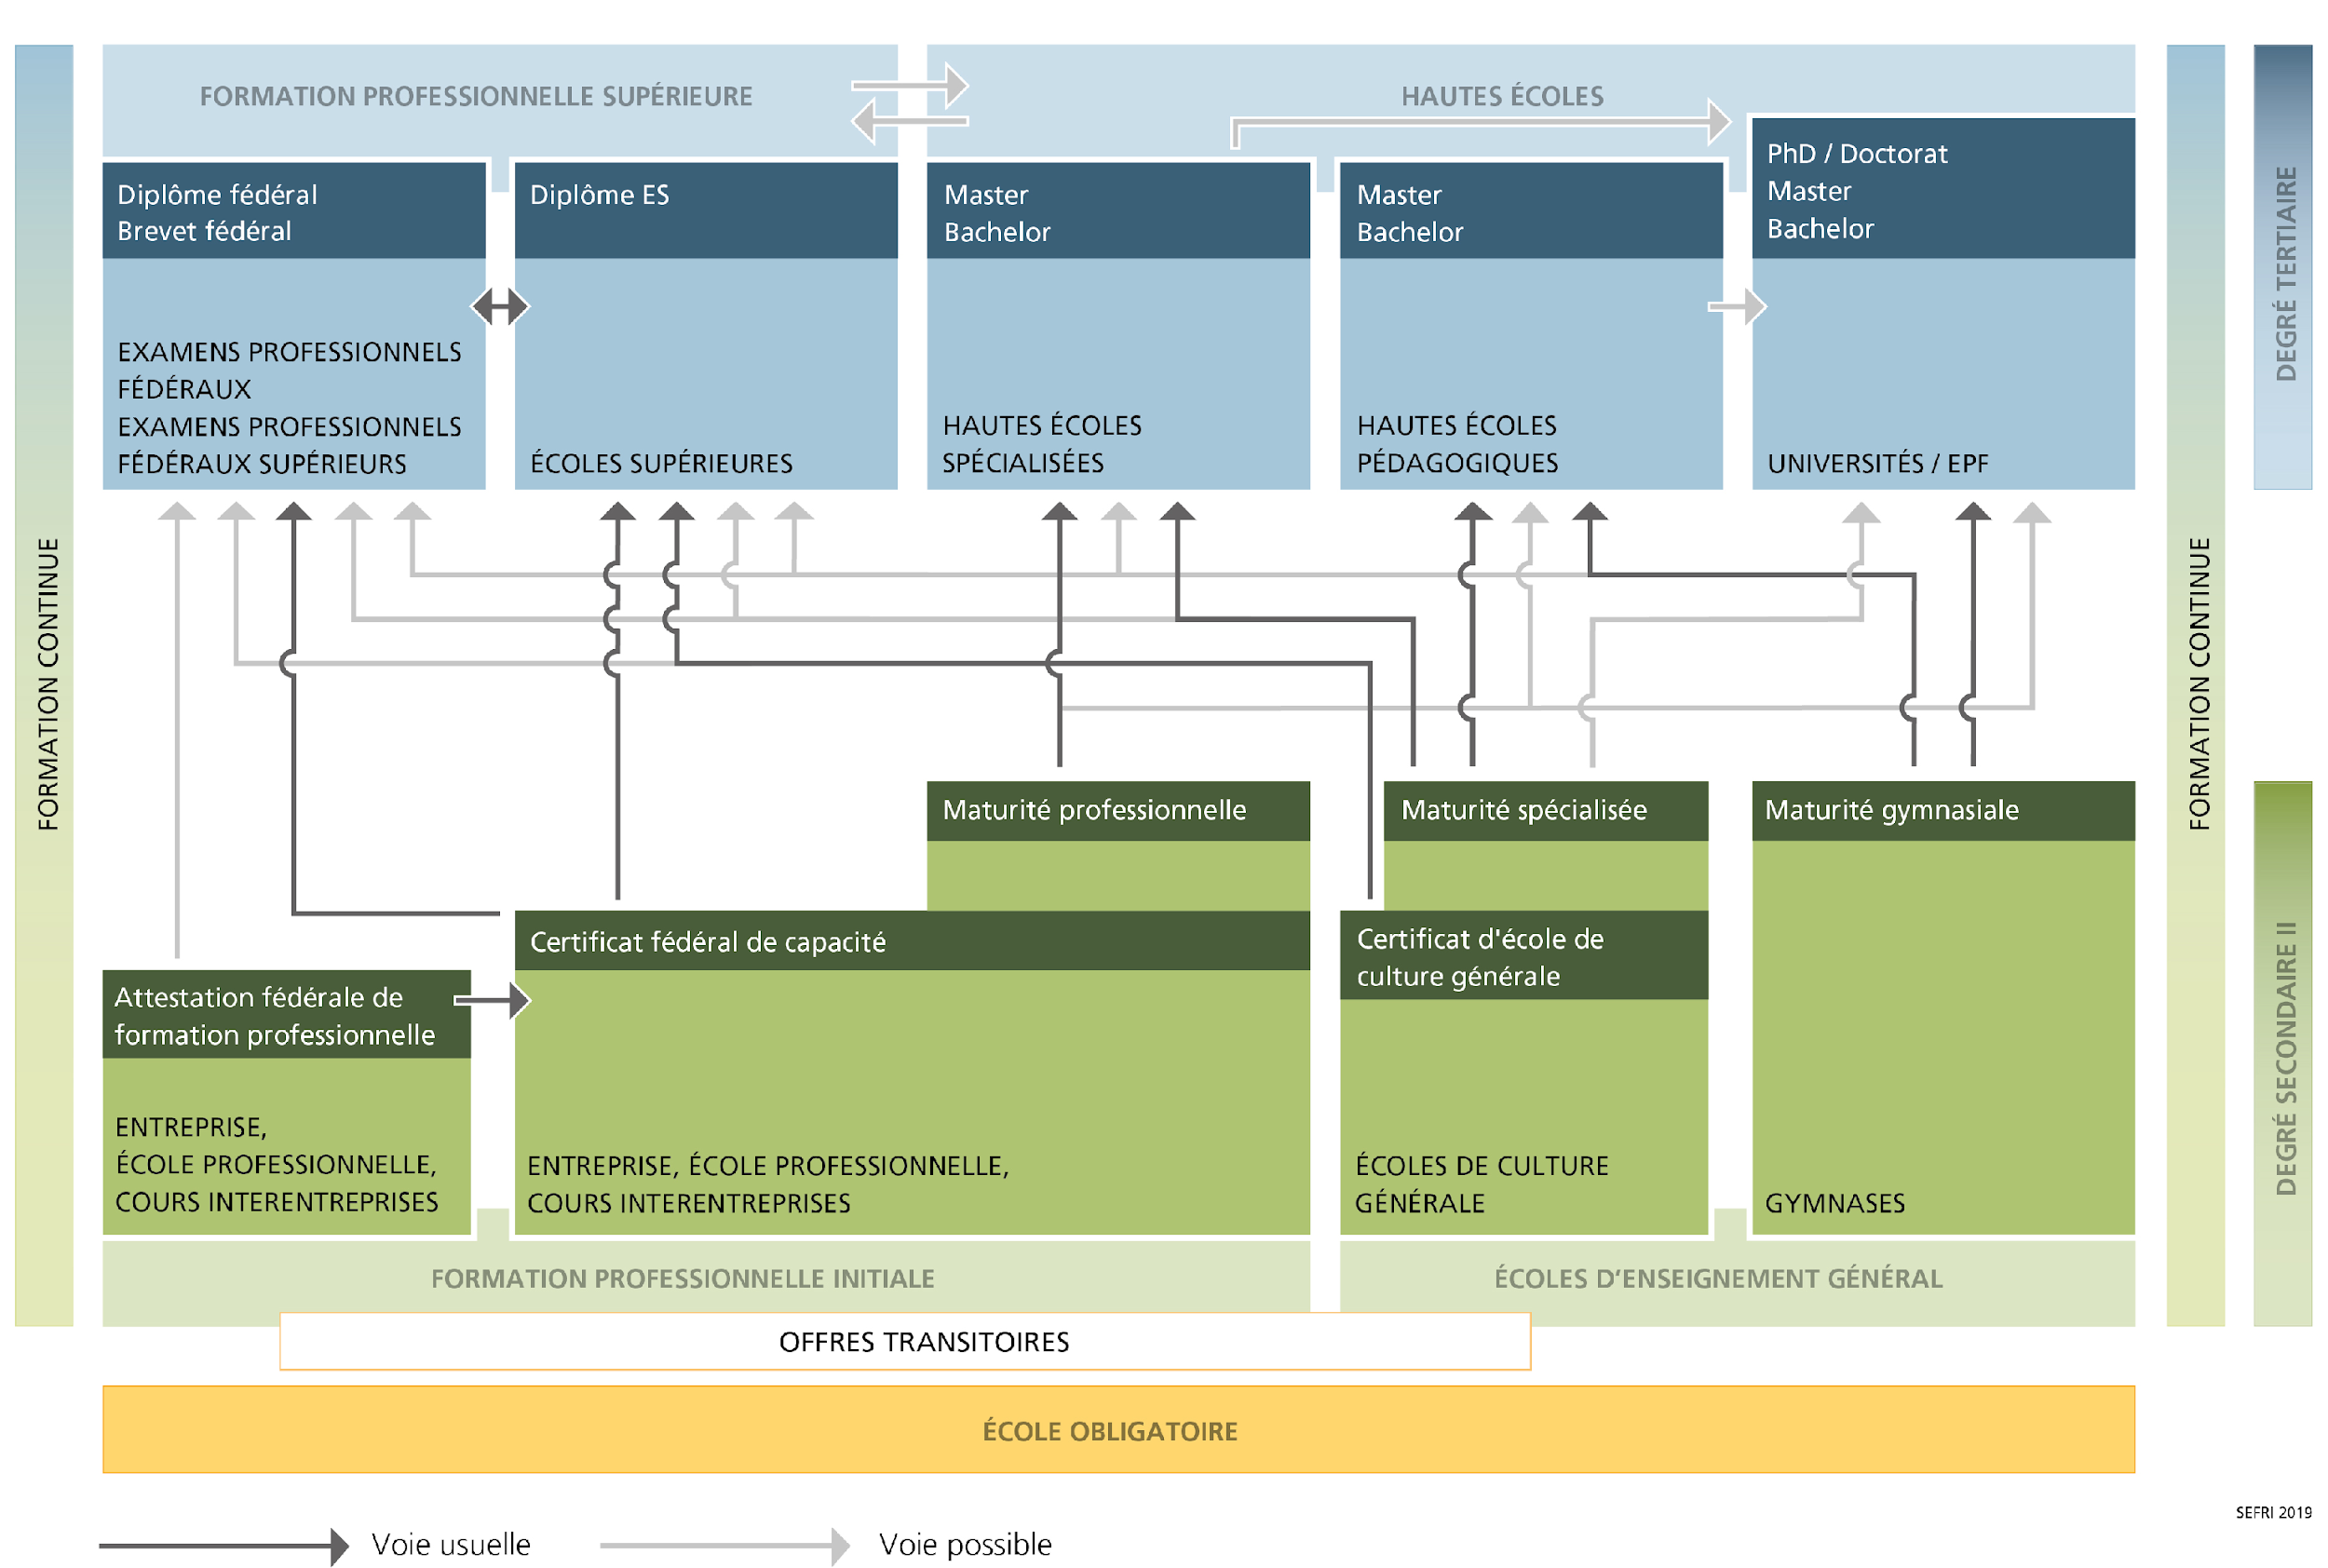 FORMATION PROFESSIONNELLE SUPÉRIEURE
HAUTES ÉCOLES
Diplôme fédéral
Brevet fédéral
EXAMENS PROFESSIONNELS
FÉDÉRAUX
EXAMENS PROFESSIONNELS
FÉDÉRAUX SUPÉRIEURS
Diplôme ES
ÉCOLES SUPÉRIEURES
Master
Bachelor
HAUTES ÉCOLES
SPÉCIALISÉES
Master
Bachelor
HAUTES ÉCOLES
PÉDAGOGIQUES
PhD / Doctorat
Master
Bachelor
UNIVERSITÉS / EPF
DEGRÉ TERTIAIRE
FORMATION CONTINUE
FORMATION CONTINUE
Maturité professionnelle
Maturité spécialisée
Maturité gymnasiale
Certificat fédéral de capacité
Certificat d'école de
culture générale
Attestation fédérale de
formation professionnelle
ENTREPRISE,
ÉCOLE PROFESSIONNELLE,
COURS INTERENTREPRISES
ENTREPRISE, ÉCOLE PROFESSIONNELLE,
COURS INTERENTREPRISES
ÉCOLES DE CULTURE
GÉNÉRALE
GYMNASES
DEGRÉ SECONDAIRE II
FORMATION PROFESSIONNELLE INITIALE
ÉCOLES D’ENSEIGNEMENT GÉNÉRAL
OFFRES TRANSITOIRES
ÉCOLE OBLIGATOIRE
SEFRI 2019
Voie usuelle
Voie possible